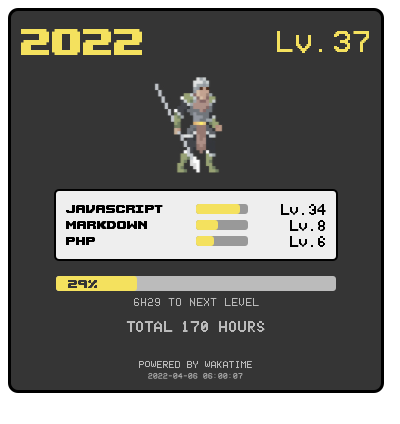 2022 Lv.37
JAVASCRIPT Lv.34
MARKDOWN Lv.8
PHP Lv.6
29%
6H29 TO NEXT LEVEL
TOTAL 170 HOURS
POWERED BY WAKATIME
2022-04-06 06:00:07